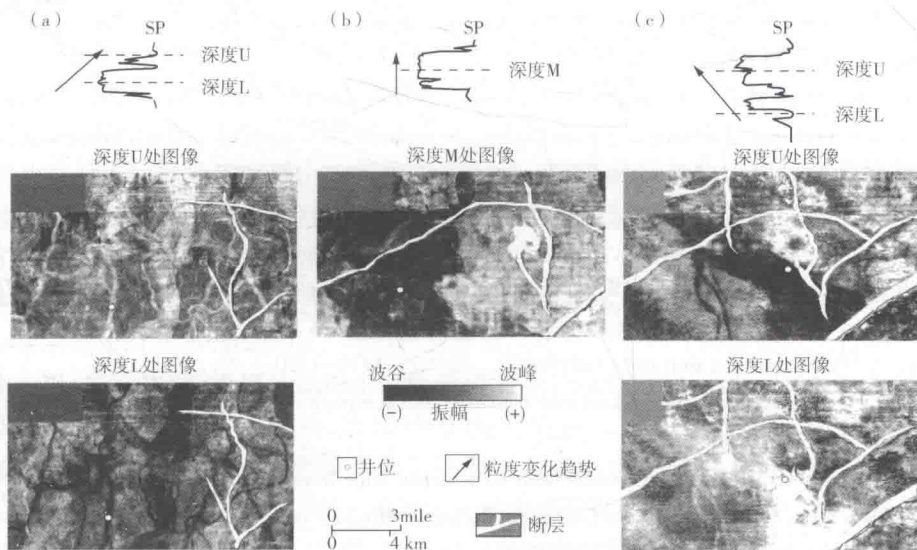 (a)
SP
深度U
深度L
深度U处图像
深度L处图像
(b)
SP
深度M
深度M处图像
(c)
SP
深度U
深度L
深度U处图像
深度L处图像
波谷 波峰
(-) 振幅 (+)
井位 粒度变化趋势
0 3mile
0 4 km
断层